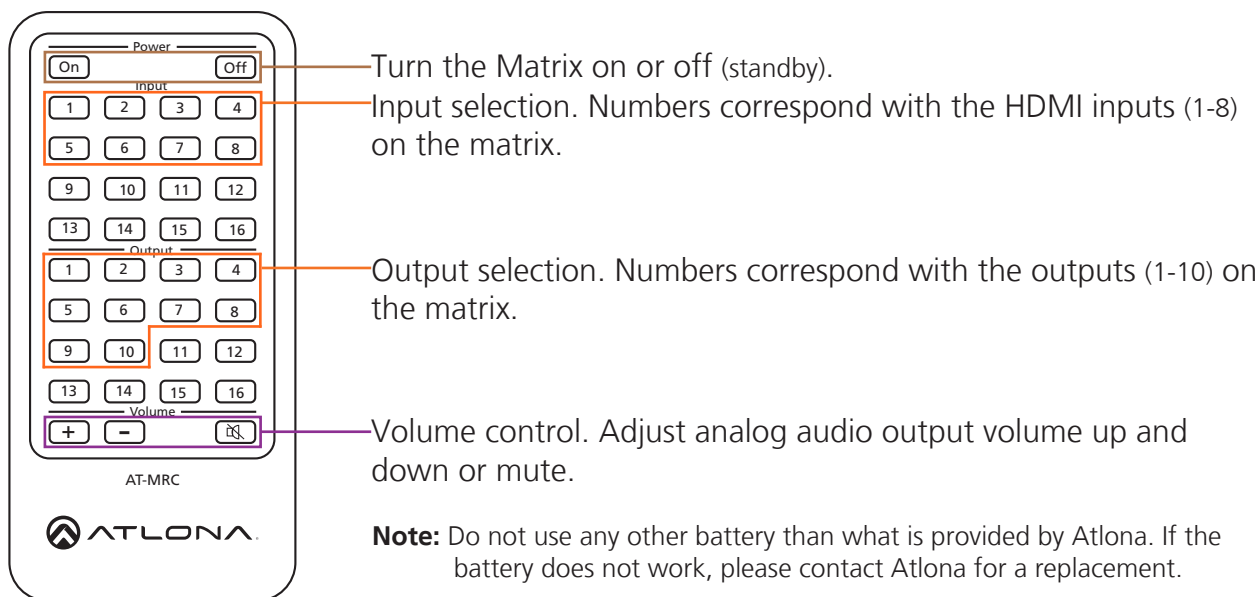 Power
On Off
Input
1 2 3 4
5 6 7 8
9 10 11 12
13 14 15 16
Output
1 2 3 4
5 6 7 8
9 10 11 12
13 14 15 16
Volume
+ -
AT-MRC
ATLONA.
Turn the Matrix on or off (standby).
Input selection. Numbers correspond with the HDMI inputs (1-8)
on the matrix.
Output selection. Numbers correspond with the outputs (1-10) on
the matrix.
Volume control. Adjust analog audio output volume up and
down or mute.
Note: Do not use any other battery than what is provided by Atlona. If the
battery does not work, please contact Atlona for a replacement.